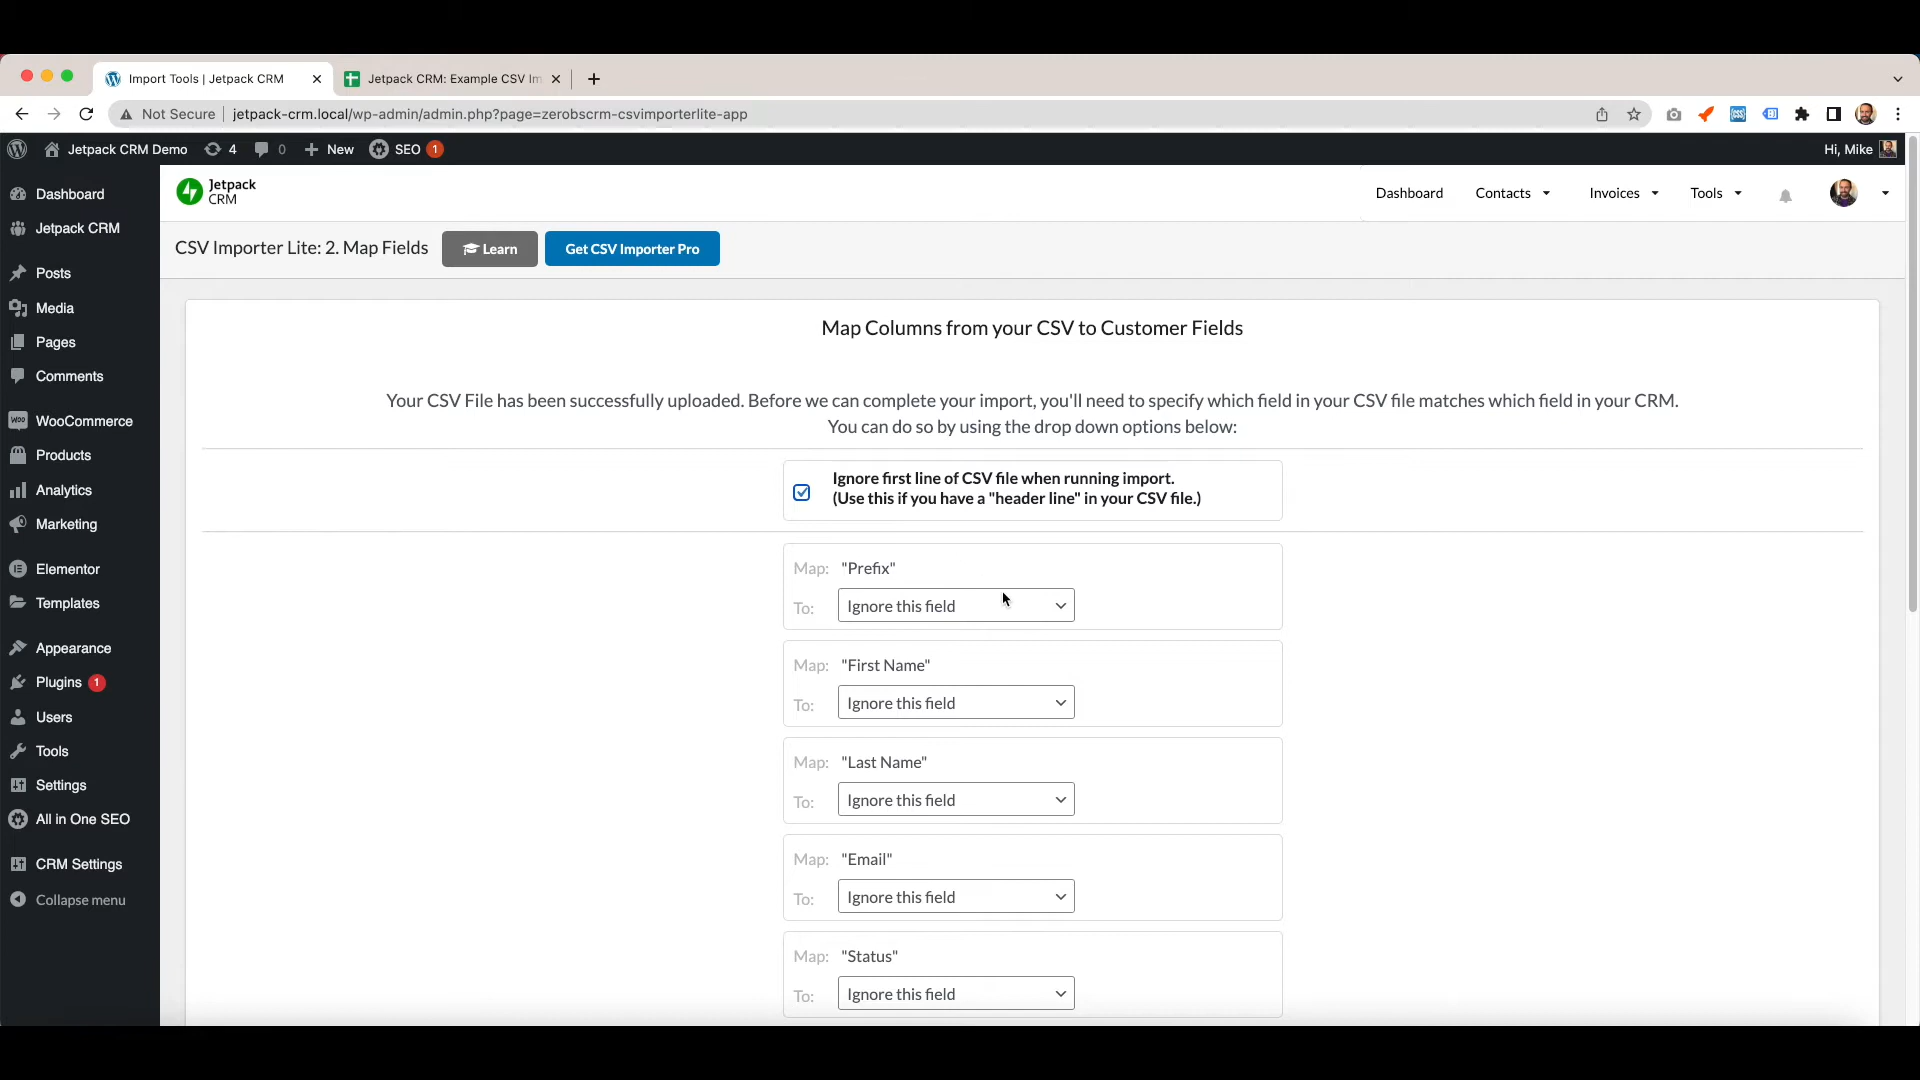 Import Tools | Jetpack CRM
Jetpack CRM: Example CSV Im
Not Secure
jetpack-crm.local/wp-admin/admin.php?page=zerobscrm-csvimporterlite-app
Jetpack CRM Demo
4
0
New
SEO
1
Hi, Mike
Dashboard
Jetpack CRM
Posts
Media
Pages
Comments
WooCommerce
Products
Analytics
Marketing
Elementor
Templates
Appearance
Plugins 1
Users
Tools
Settings
All in One SEO
CRM Settings
Collapse menu
Jetpack
CRM
Dashboard
Contacts
Invoices
Tools
CSV Importer Lite: 2. Map Fields
Learn
Get CSV Importer Pro
Map Columns from your CSV to Customer Fields
Your CSV File has been successfully uploaded. Before we can complete your import, you'll need to specify which field in your CSV file matches which field in your CRM.
You can do so by using the drop down options below:
Ignore first line of CSV file when running import.
(Use this if you have a "header line" in your CSV file.)
Map: "Prefix"
To: Ignore this field
Map: "First Name"
To: Ignore this field
Map: "Last Name"
To: Ignore this field
Map: "Email"
To: Ignore this field
Map: "Status"
To: Ignore this field